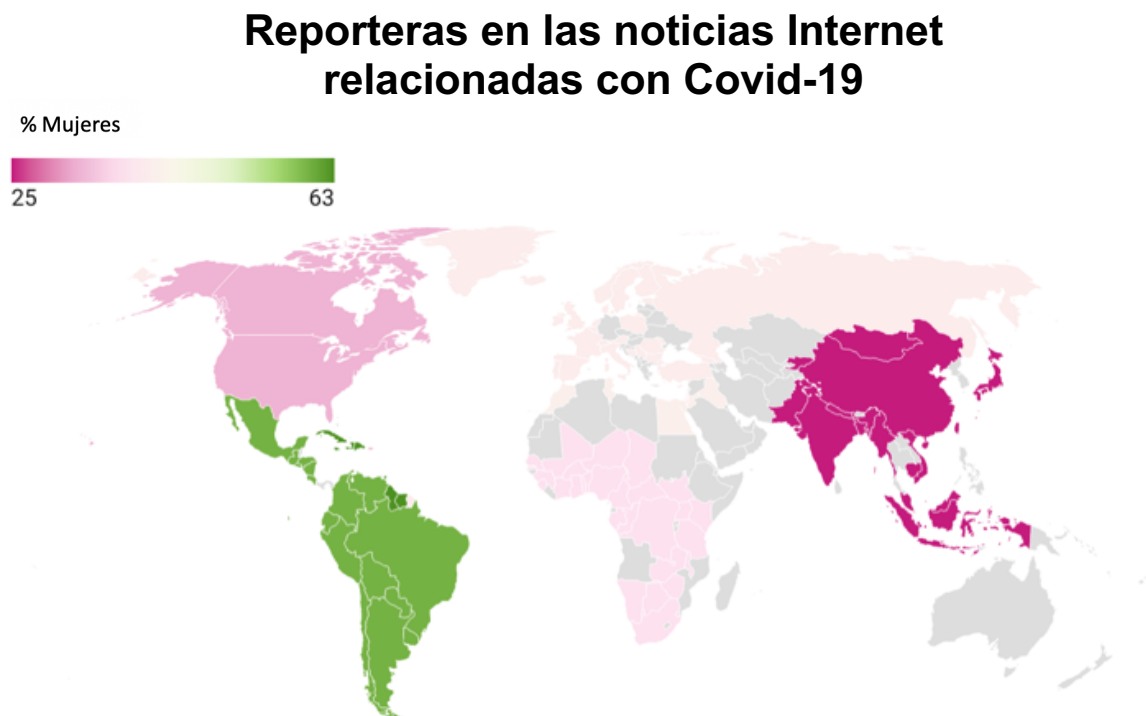 Reporteras en las noticias Internet
relacionadas con Covid-19
% Mujeres
25 63